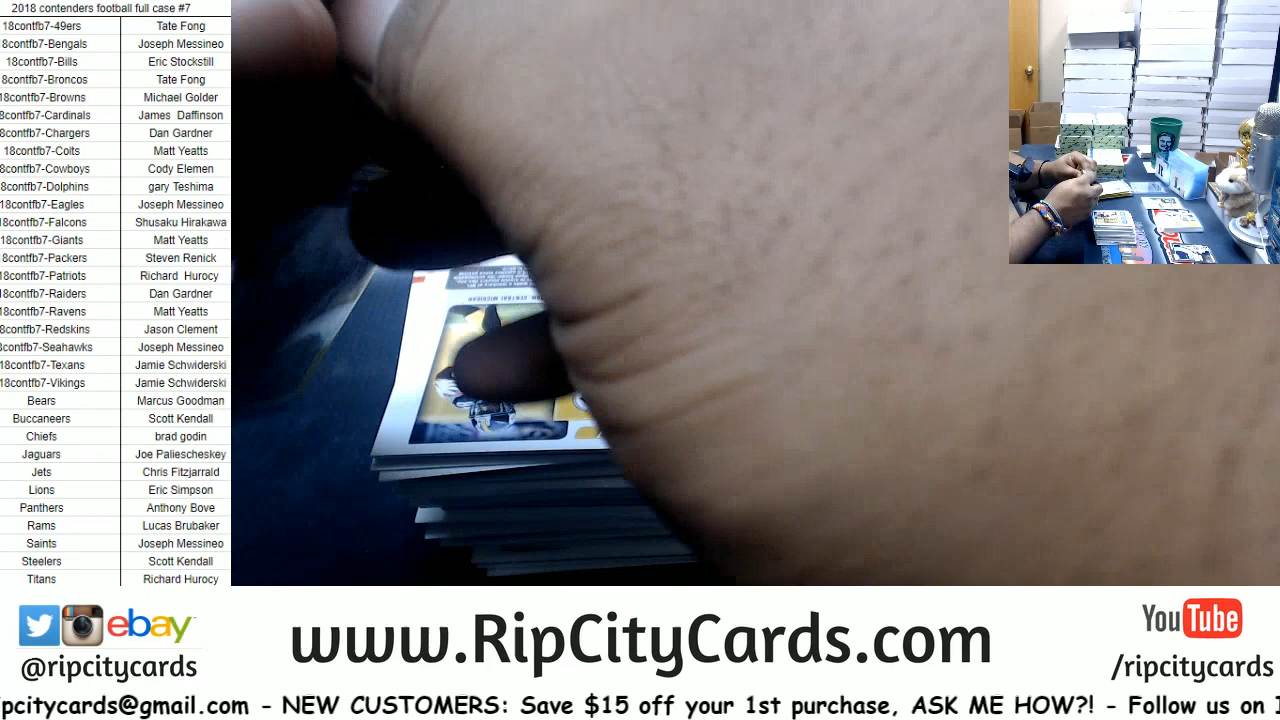 2018 contenders football full case #7
18contfb7-49ers Tate Fong
8contfb7-Bengals Joseph Messineo
18contfb7-Bills Eric Stockstill
8contfb7-Broncos Tate Fong
18contfb7-Browns Michael Golder
8contfb7-Cardinals James Daffinson
8contfb7-Chargers Dan Gardner
18contfb7-Colts Matt Yeatts
8contfb7-Cowboys Cody Elemen
8contfb7-Dolphins gary Teshima
18contfb7-Eagles Joseph Messineo
18contfb7-Falcons Shusaku Hirakawa
18contfb7-Giants Matt Yeatts
8contfb7-Packers Steven Renick
18contfb7-Patriots Richard Hurocy
18contfb7-Raiders Dan Gardner
18contfb7-Ravens Matt Yeatts
8contfb7-Redskins Jason Clement
8contfb7-Seahawks Joseph Messineo
18contfb7-Texans Jamie Schwiderski
18contfb7-Vikings Jamie Schwiderski
Bears Marcus Goodman
Buccaneers Scott Kendall
Chiefs brad godin
Jaguars Joe Paliescheskey
Jets Chris Fitzjarrald
Lions Eric Simpson
Panthers Anthony Bove
Rams Lucas Brubaker
Saints Joseph Messineo
Steelers Scott Kendall
Titans Richard Hurocy
CENTRAL MICHIGAN
ebay
@ripcitycards
www.RipCityCards.com
YouTube
/ripcitycards
ipcitycards@gmail.com - NEW CUSTOMERS: Save $15 off your 1st purchase, ASK ME HOW?! - Follow us on